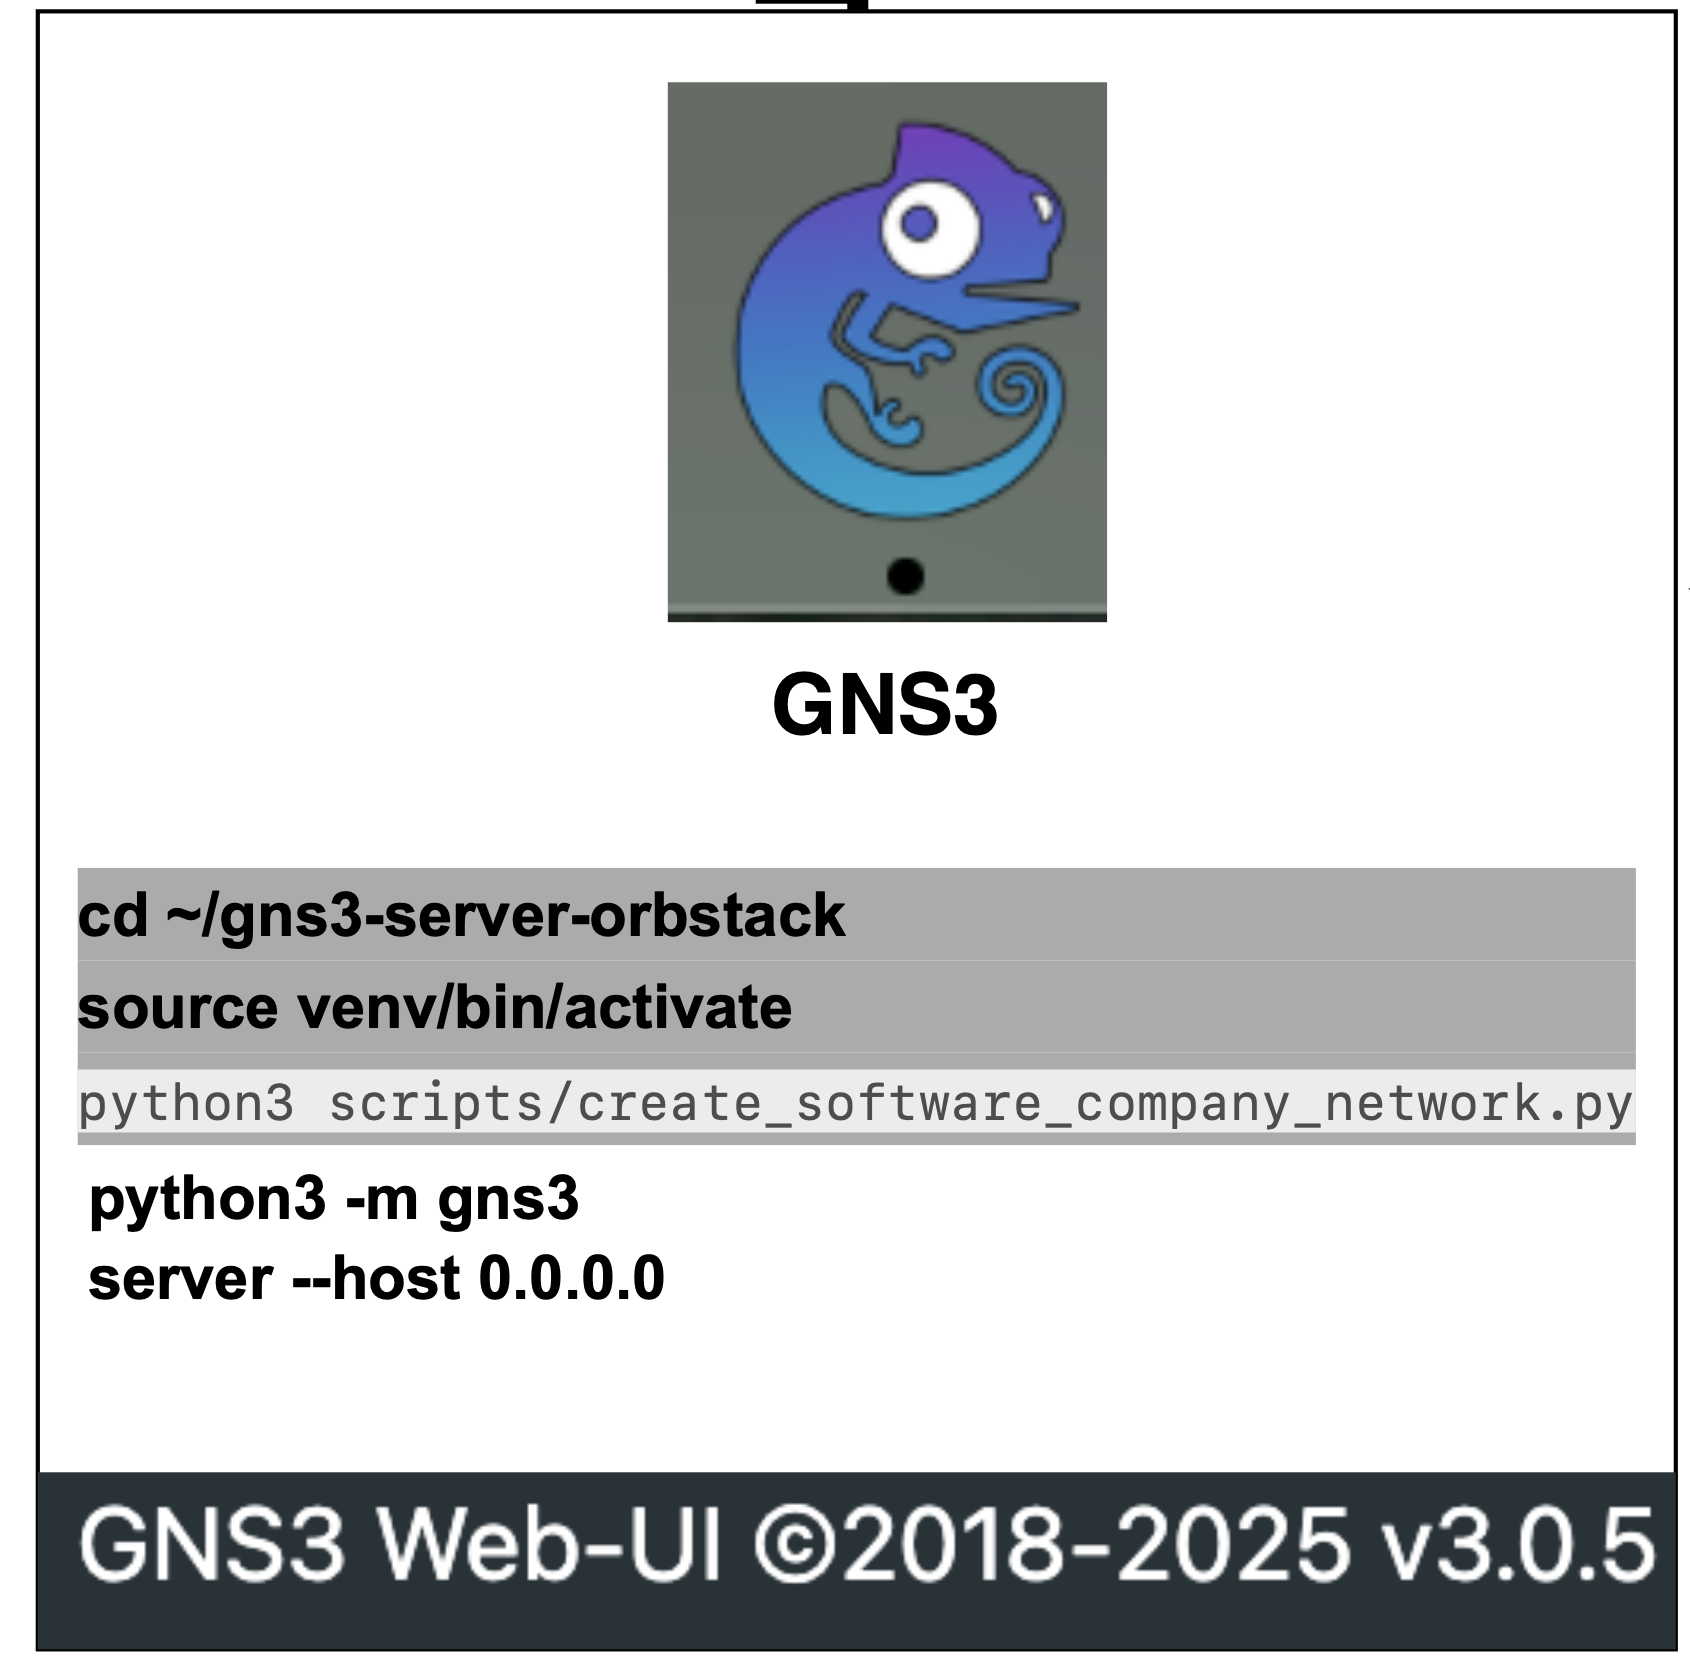 GNS3
cd ~/gns3-server-orbstack
source venv/bin/activate
python3 scripts/create_software_company_network.py
python3 -m gns3
server --host 0.0.0.0
GNS3 Web-UI ©2018-2025 v3.0.5